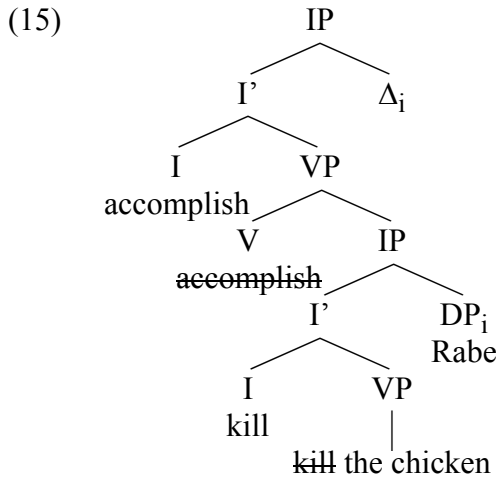 (15) IP
I’ Δi
I VP
accomplish
V IP
accomplish
I’ DPi
Rabe
I VP
kill
kill the chicken